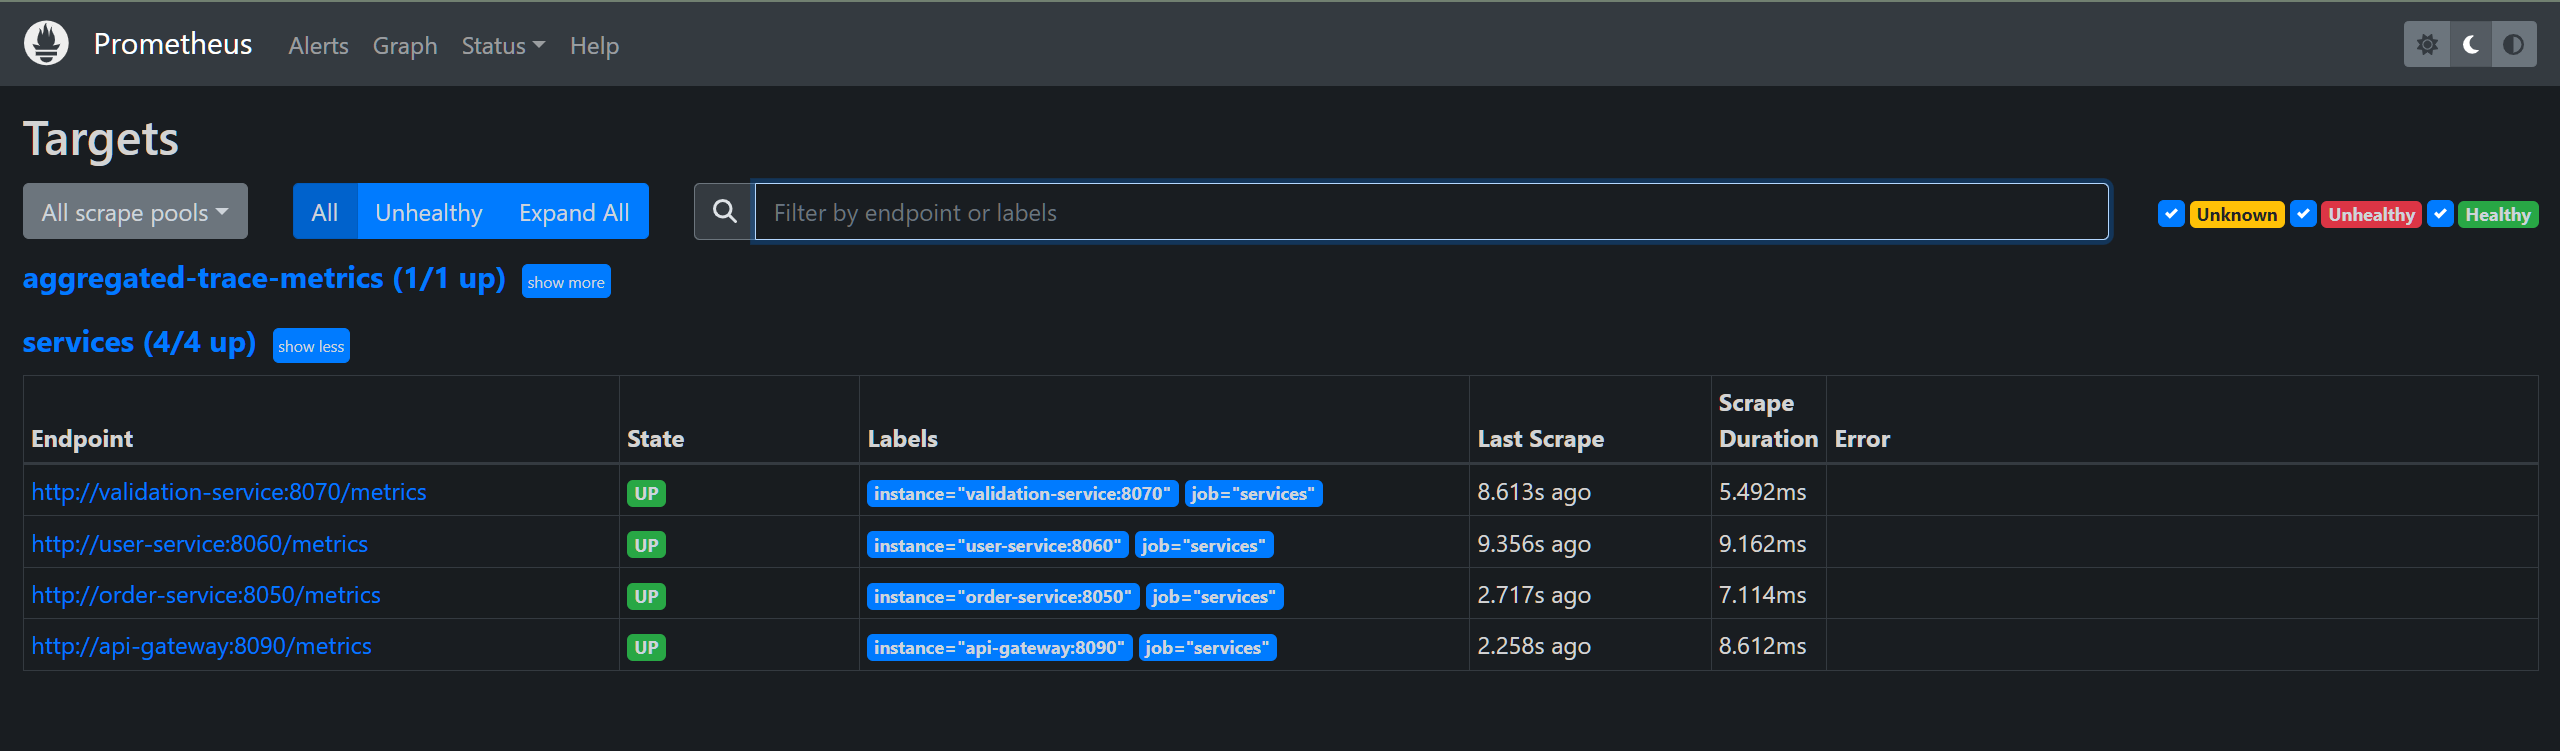 Prometheus Alerts Graph Status Help
Targets
All scrape pools All Unhealthy Expand All Filter by endpoint or labels Unknown Unhealthy Healthy
aggregated-trace-metrics (1/1 up) show more
services (4/4 up) show less
Endpoint State Labels Last Scrape Scrape Duration Error
http://validation-service:8070/metrics UP instance="validation-service:8070" job="services" 8.613s ago 5.492ms
http://user-service:8060/metrics UP instance="user-service:8060" job="services" 9.356s ago 9.162ms
http://order-service:8050/metrics UP instance="order-service:8050" job="services" 2.717s ago 7.114ms
http://api-gateway:8090/metrics UP instance="api-gateway:8090" job="services" 2.258s ago 8.612ms